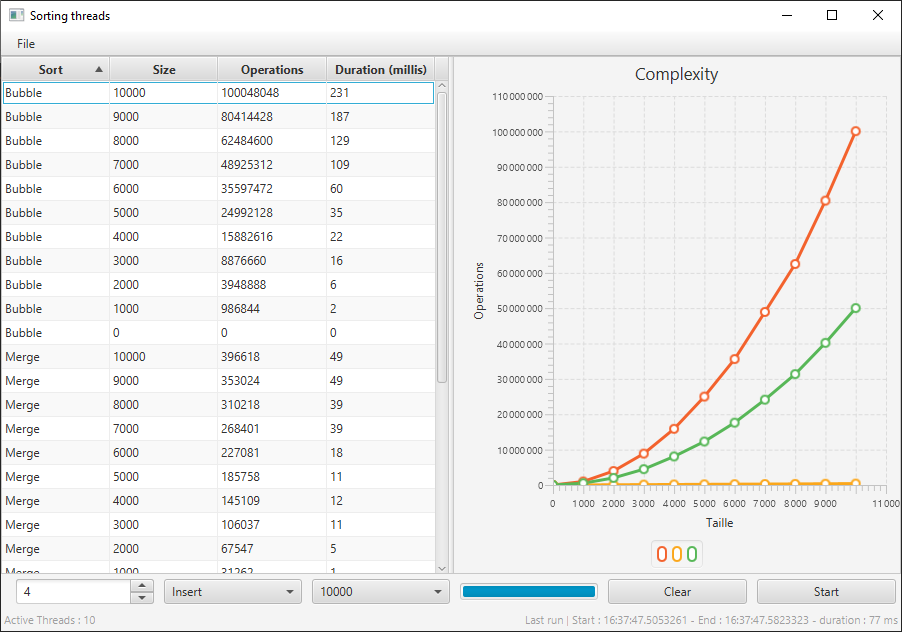 Sorting threads
File
Sort Size Operations Duration (millis)
Bubble 10000 100048048 231
Bubble 9000 80414428 187
Bubble 8000 62484600 129
Bubble 7000 48925312 109
Bubble 6000 35597472 60
Bubble 5000 24992128 35
Bubble 4000 15882616 22
Bubble 3000 8876660 16
Bubble 2000 3948888 6
Bubble 1000 986844 2
Bubble 0 0 0
Merge 10000 396618 49
Merge 9000 353024 49
Merge 8000 310218 39
Merge 7000 268401 39
Merge 6000 227081 18
Merge 5000 185758 11
Merge 4000 145109 12
Merge 3000 106037 11
Merge 2000 67547 5
Merge 1000 31262 1
Complexity
110 000 000
100 000 000
90 000 000
80 000 000
70 000 000
60 000 000
50 000 000
40 000 000
30 000 000
20 000 000
10 000 000
0
Operations
0 1 000 2 000 3 000 4 000 5 000 6 000 7 000 8 000 9 000 11 000
Taille
4 Insert 10000 Clear Start
Active Threads : 10
Last run | Start : 16:37:47.5053261 - End : 16:37:47.5823323 - duration : 77 ms